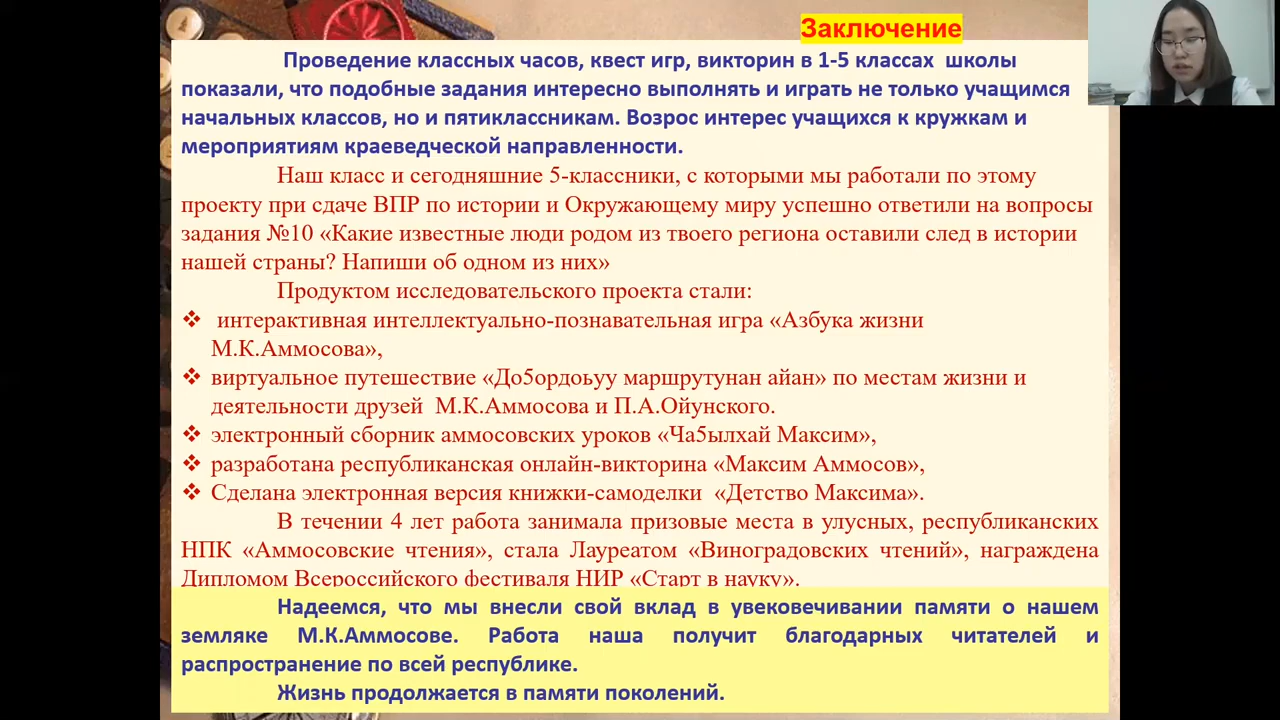 Заключение
Проведение классных часов, квест игр, викторин в 1-5 классах школы
показали, что подобные задания интересно выполнять и играть не только учащимся
начальных классов, но и пятиклассникам. Возрос интерес учащихся к кружкам и
мероприятиям краеведческой направленности.
Наш класс и сегодняшние 5-классники, с которыми мы работали по этому
проекту при сдаче ВПР по истории и Окружающему миру успешно ответили на вопросы
задания №10 «Какие известные люди родом из твоего региона оставили след в истории
нашей страны? Напиши об одном из них»
Продуктом исследовательского проекта стали:
❖ интерактивная интеллектуально-познавательная игра «Азбука жизни
М.К.Аммосова»,
❖ виртуальное путешествие «До5ордоьуу маршрутунан айан» по местам жизни и
деятельности друзей М.К.Аммосова и П.А.Ойунского.
❖ электронный сборник аммосовских уроков «Ча5ылхай Максим»,
❖ разработана республиканская онлайн-викторина «Максим Аммосов»,
❖ Сделана электронная версия книжки-самоделки «Детство Максима».
В течении 4 лет работа занимала призовые места в улусных, республиканских
НПК «Аммосовские чтения», стала Лауреатом «Виноградовских чтений», награждена
Дипломом Всероссийского фестиваля НИР «Старт в науку».
Надеемся, что мы внесли свой вклад в увековечивании памяти о нашем
земляке М.К.Аммосове. Работа наша получит благодарных читателей и
распространение по всей республике.
Жизнь продолжается в памяти поколений.